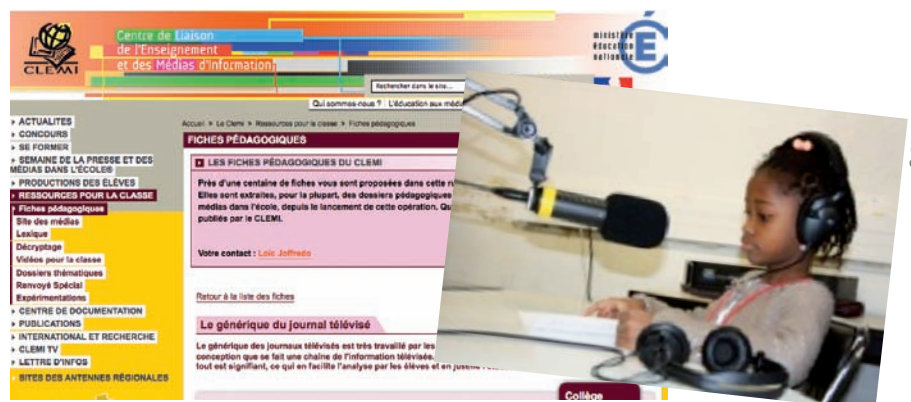 Centre de Liaison
de l'Enseignement
et des Médias d'Information
CLEMI
ministère
éducation
nationale
Rechercher dans le site...
Qui sommes-nous ? L'éducation aux média
ACTUALITES
CONCOURS
SE FORMER
SEMAINE DE LA PRESSE ET DES
MÉDIAS DANS L'ÉCOLE®
PRODUCTIONS DES ÉLÈVES
RESSOURCES POUR LA CLASSE
Fiches pédagogiques
Site des médias
Lexique
Décryptage
Vidéos pour la classe
Dossiers thématiques
Renvoyé Spécial
Expérimentations
CENTRE DE DOCUMENTATION
PUBLICATIONS
INTERNATIONAL ET RECHERCHE
CLEMI TV
LETTRE D'INFOS
SITES DES ANTENNES RÉGIONALES
Accueil > Le Clemi > Ressources pour la classe > Fiches pédagogiques
FICHES PÉDAGOGIQUES
LES FICHES PÉDAGOGIQUES DU CLEMI
Près d'une centaine de fiches vous sont proposées dans cette r
Elles sont extraites, pour la plupart, des dossiers pédagogiques
médias dans l'école, depuis le lancement de cette opération. Qu
publiés par le CLEMI.
Votre contact : Loic Joffredo
Retour à la liste des fiches
Le générique du journal télévisé
Le générique des journaux télévisés est très travaillé par les
conception que se fait une chaîne de l'information télévisée.
tout est signifiant, ce qui en facilite l'analyse par les élèves et en
Collège